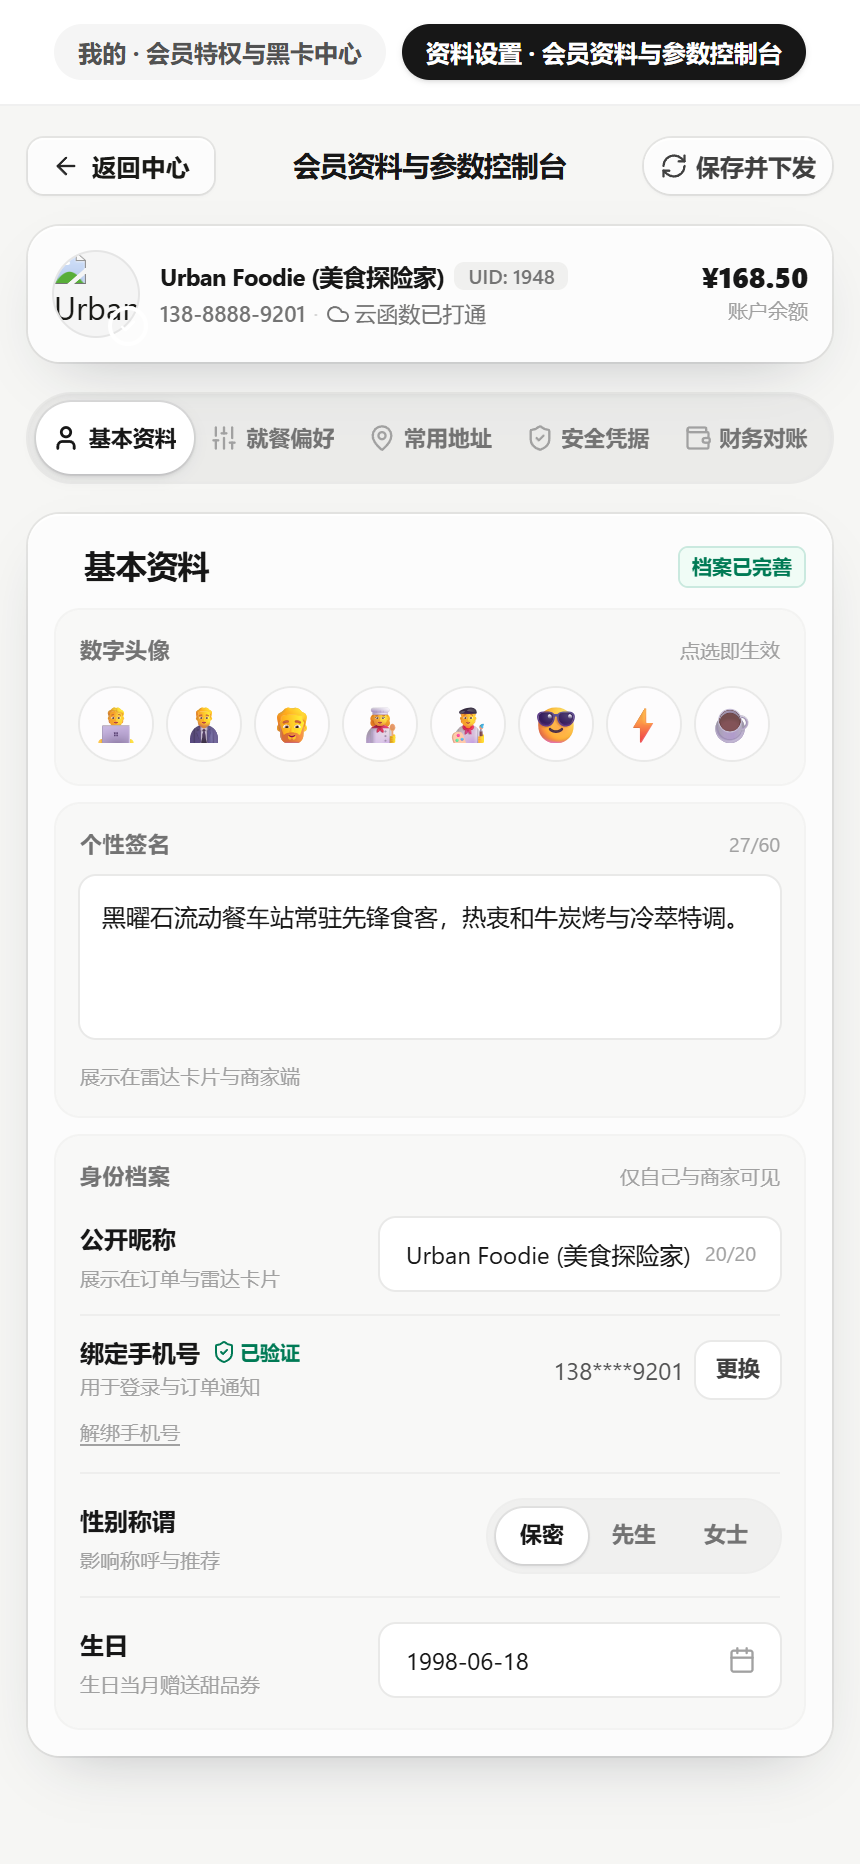 我的 · 会员特权与黑卡中心
资料设置 · 会员资料与参数控制台
返回中心
会员资料与参数控制台
保存并下发
Urban
Urban Foodie (美食探险家)
UID: 1948
¥168.50
138-8888-9201 · 云函数已打通
账户余额
基本资料
就餐偏好
常用地址
安全凭据
财务对账
基本资料
档案已完善
数字头像
点选即生效
个性签名
27/60
黑曜石流动餐车站常驻先锋食客，热衷和牛炭烤与冷萃特调。
展示在雷达卡片与商家端
身份档案
仅自己与商家可见
公开昵称
Urban Foodie (美食探险家)
20/20
展示在订单与雷达卡片
绑定手机号
已验证
138****9201
更换
用于登录与订单通知
解绑手机号
性别称谓
保密
先生
女士
影响称呼与推荐
生日
1998-06-18
生日当月赠送甜品券